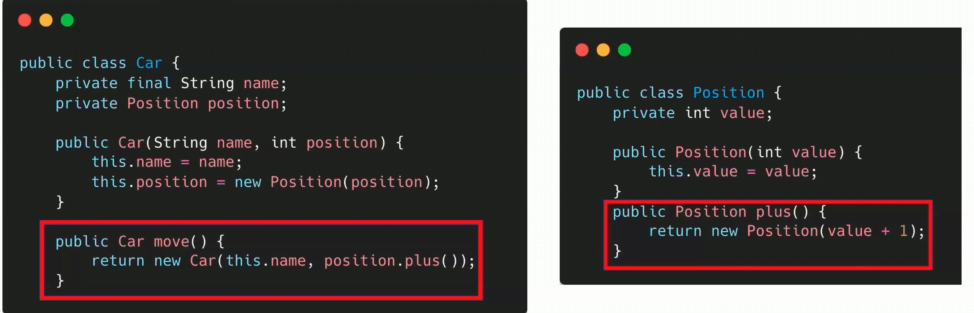 public class Car {
    private final String name;
    private Position position;

    public Car(String name, int position) {
        this.name = name;
        this.position = new Position(position);
    }

    public Car move() {
        return new Car(this.name, position.plus());
    }
public class Position {
    private int value;

    public Position(int value) {
        this.value = value;
    }
    public Position plus() {
        return new Position(value + 1);
    }